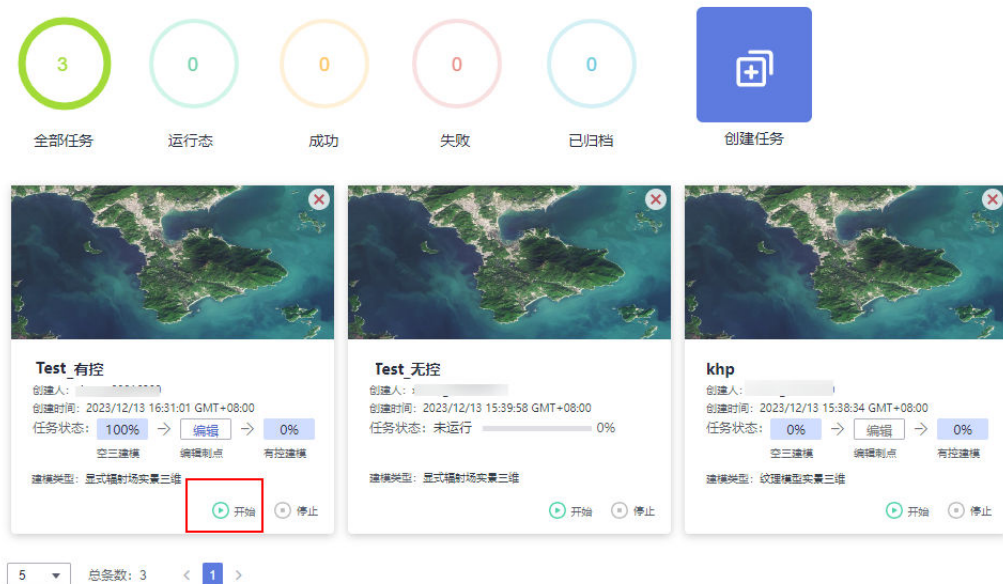 3
0
0
0
0
全部任务
运行态
成功
失败
已归档
创建任务
Test_有控
创建人：
创建时间：2023/12/13 16:31:01 GMT+08:00
任务状态： 100% → 编辑 → 0%
空三建模 编辑刺点 有控建模
建模类型：显式辐射场实景三维
开始 停止
Test_无控
创建人：
创建时间：2023/12/13 15:39:58 GMT+08:00
任务状态：未运行 0%
建模类型：显式辐射场实景三维
开始 停止
khp
创建人：
创建时间：2023/12/13 15:38:34 GMT+08:00
任务状态： 0% → 编辑 → 0%
空三建模 编辑刺点 有控建模
建模类型：纹理模型实景三维
开始 停止
5 总条数：3 < 1 >